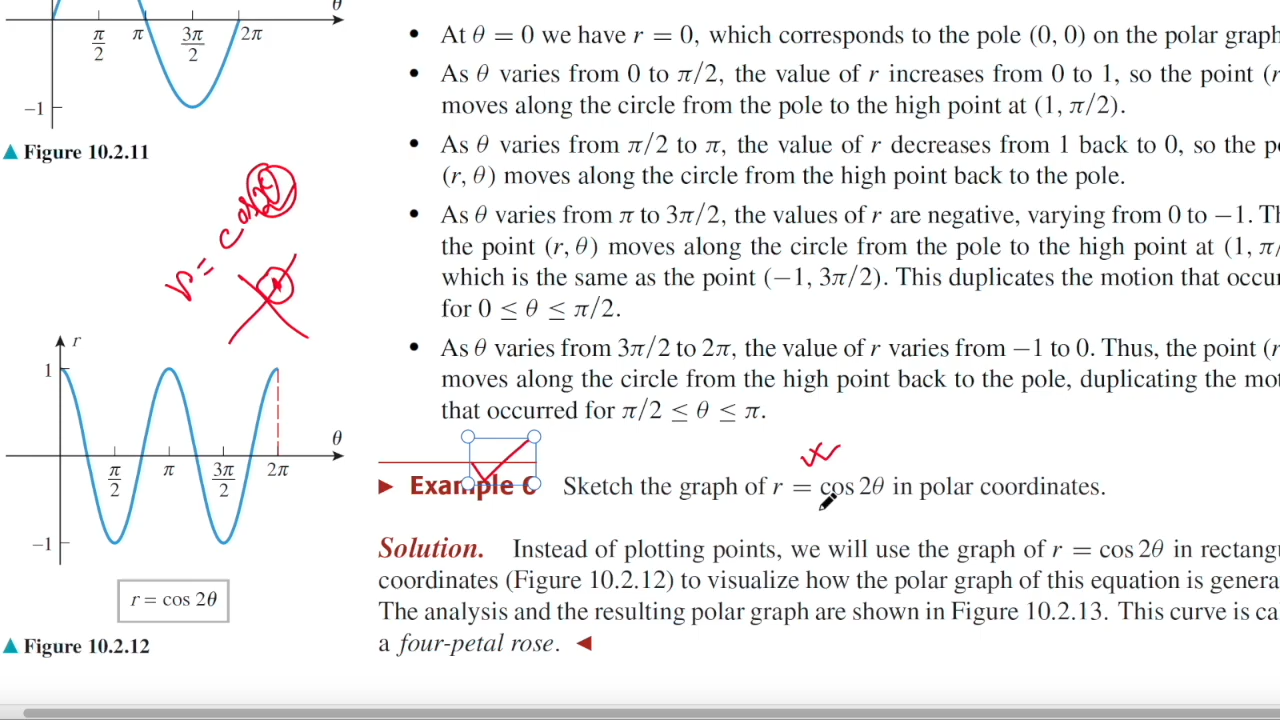 θ
π/2 π 3π/2 2π
−1
▲ Figure 10.2.11
r = cos 2θ
r
1
θ
π/2 π 3π/2 2π
−1
r = cos 2θ
▲ Figure 10.2.12
• At θ = 0 we have r = 0, which corresponds to the pole (0, 0) on the polar graph
• As θ varies from 0 to π/2, the value of r increases from 0 to 1, so the point (r
moves along the circle from the pole to the high point at (1, π/2).
• As θ varies from π/2 to π, the value of r decreases from 1 back to 0, so the
(r, θ) moves along the circle from the high point back to the pole.
• As θ varies from π to 3π/2, the values of r are negative, varying from 0 to −1.
the point (r, θ) moves along the circle from the pole to the high point at (1, π/
which is the same as the point (−1, 3π/2). This duplicates the motion that
for 0 ≤ θ ≤ π/2.
• As θ varies from 3π/2 to 2π, the value of r varies from −1 to 0. Thus, the point (r
moves along the circle from the high point back to the pole, duplicating the
that occurred for π/2 ≤ θ ≤ π.
► Example 6 Sketch the graph of r = cos 2θ in polar coordinates.
Solution. Instead of plotting points, we will use the graph of r = cos 2θ in
coordinates (Figure 10.2.12) to visualize how the polar graph of this equation is
The analysis and the resulting polar graph are shown in Figure 10.2.13. This curve is
a four-petal rose. ◄